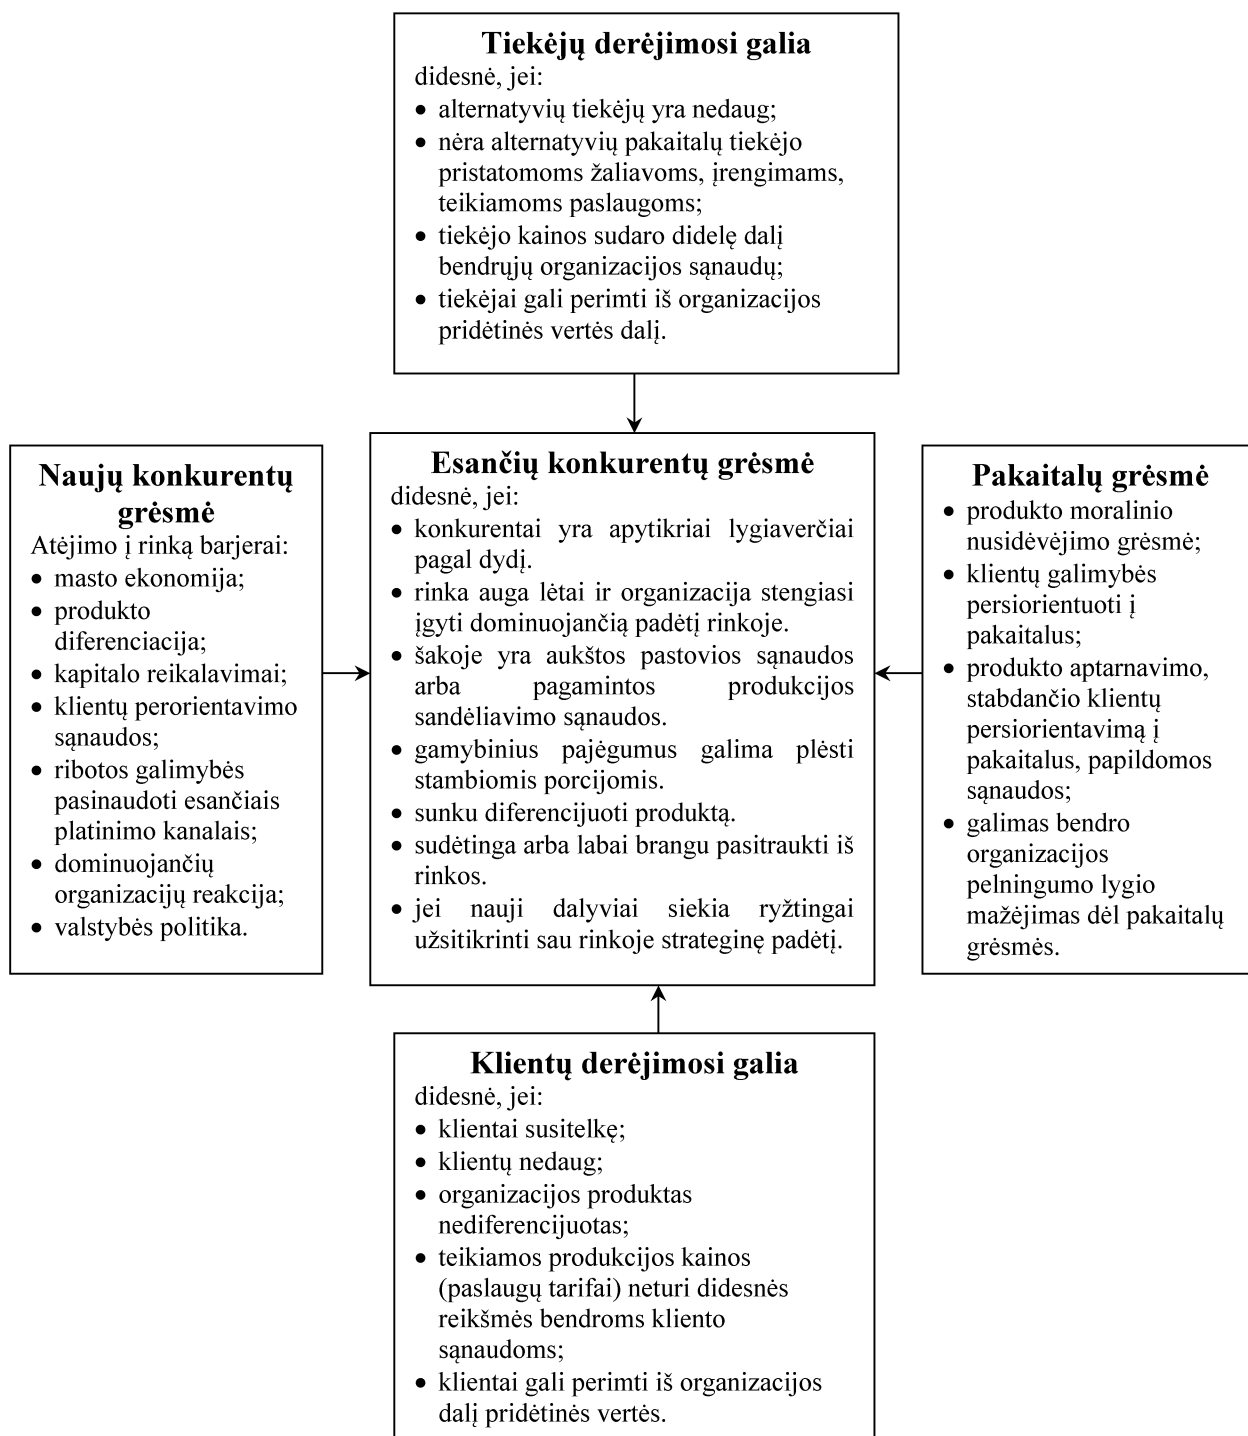 Tiekėjų derėjimosi galia
didesnė, jei:
• alternatyvių tiekėjų yra nedaug;
• nėra alternatyvių pakaitalų tiekėjo
pristatomoms žaliavoms, įrengimams,
teikiamoms paslaugoms;
• tiekėjo kainos sudaro didelę dalį
bendrųjų organizacijos sąnaudų;
• tiekėjai gali perimti iš organizacijos
pridėtinės vertės dalį.
Naujų konkurentų
grėsmė
Atėjimo į rinką barjerai:
• masto ekonomija;
• produkto
diferenciacija;
• kapitalo reikalavimai;
• klientų perorientavimo
sąnaudos;
• ribotos galimybės
pasinaudoti esančiais
platinimo kanalais;
• dominuojančių
organizacijų reakcija;
• valstybės politika.
Esančių konkurentų grėsmė
didesnė, jei:
• konkurentai yra apytikriai lygiaverčiai
pagal dydį.
• rinka auga lėtai ir organizacija stengiasi
įgyti dominuojančią padėtį rinkoje.
• šakoje yra aukštos pastovios sąnaudos
arba pagamintos produkcijos
sandėliavimo sąnaudos.
• gamybinius pajėgumus galima plėsti
stambiomis porcijomis.
• sunku diferencijuoti produktą.
• sudėtinga arba labai brangu pasitraukti iš
rinkos.
• jei nauji dalyviai siekia ryžtingai
užsitikrinti sau rinkoje strateginę padėtį.
Pakaitalų grėsmė
• produkto moralinio
nusidėvėjimo grėsmė;
• klientų galimybės
persiorientuoti į
pakaitalus;
• produkto aptarnavimo,
stabdančio klientų
persiorientavimą į
pakaitalus, papildomos
sąnaudos;
• galimas bendro
organizacijos
pelningumo lygio
mažėjimas dėl pakaitalų
grėsmės.
Klientų derėjimosi galia
didesnė, jei:
• klientai susitelkę;
• klientų nedaug;
• organizacijos produktas
nediferencijuotas;
• teikiamos produkcijos kainos
(paslaugų tarifai) neturi didesnės
reikšmės bendroms kliento
sąnaudoms;
• klientai gali perimti iš organizacijos
dalį pridėtinės vertės.